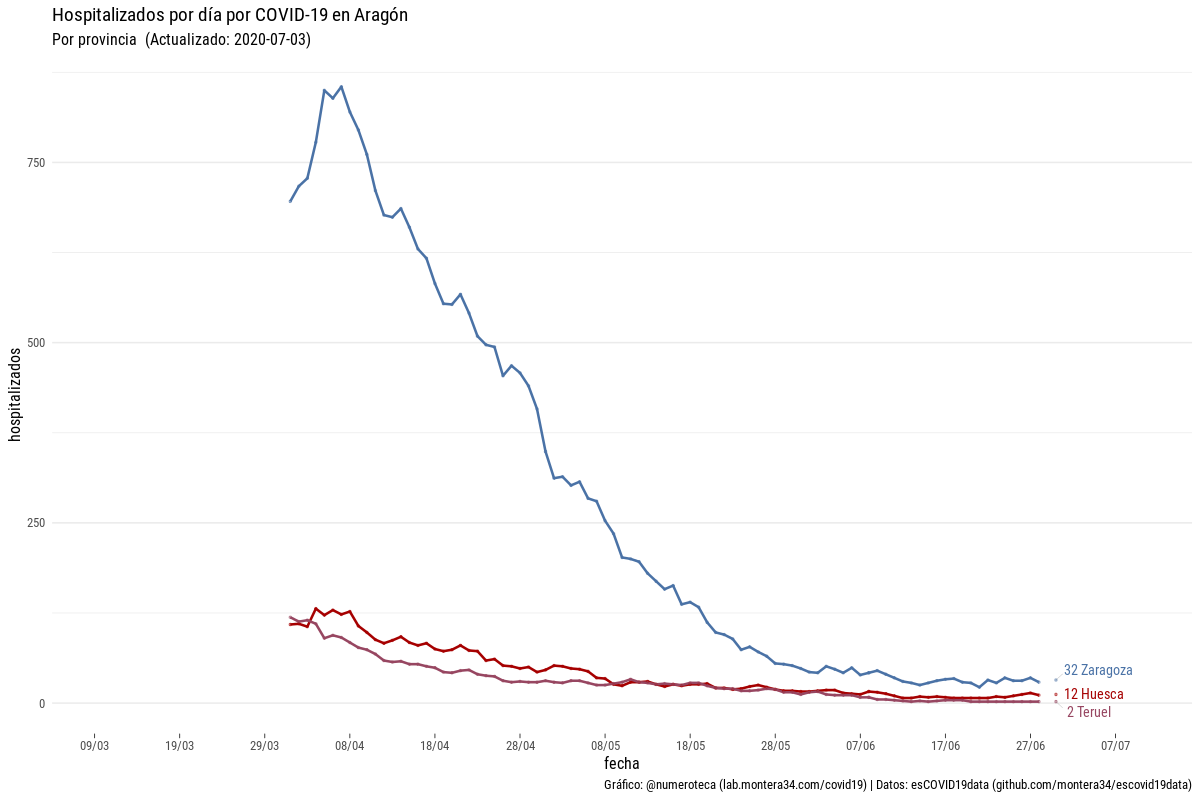 Hospitalizados por día por COVID-19 en Aragón
Por provincia (Actualizado: 2020-07-03)
hospitalizados
750
500
250
0
32 Zaragoza
12 Huesca
2 Teruel
09/03 19/03 29/03 08/04 18/04 28/04 08/05 18/05 28/05 07/06 17/06 27/06 07/07
fecha
Gráfico: @numeroteca (lab.montera34.com/covid19) | Datos: esCOVID19data (github.com/montera34/escovid19data)